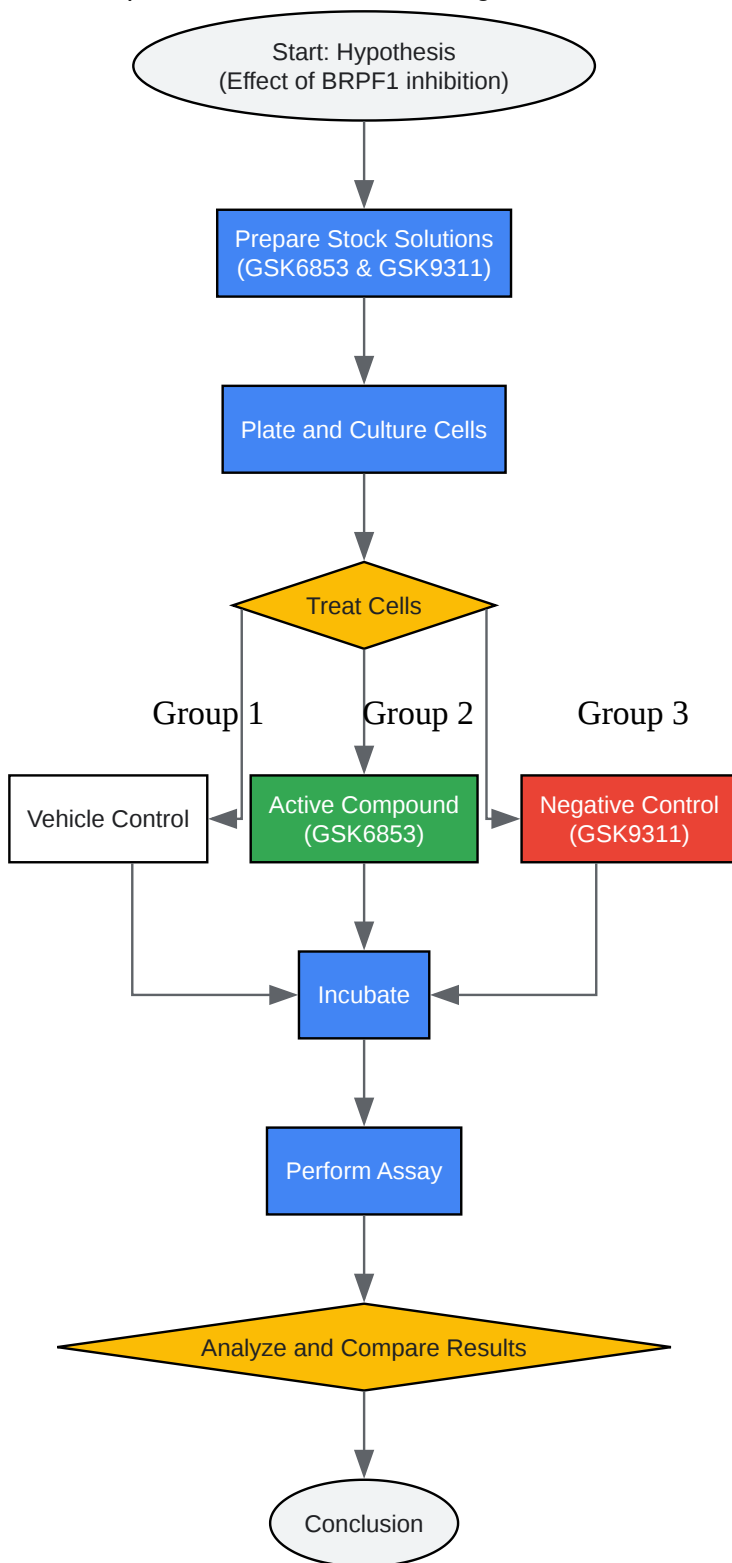 Start: Hypothesis
(Effect of BRPF1 inhibition)
Prepare Stock Solutions
(GSK6853 & GSK9311)
Plate and Culture Cells
Treat Cells
Group 1
Group 2
Group 3
Vehicle Control
Active Compound
(GSK6853)
Negative Control
(GSK9311)
Incubate
Perform Assay
Analyze and Compare Results
Conclusion